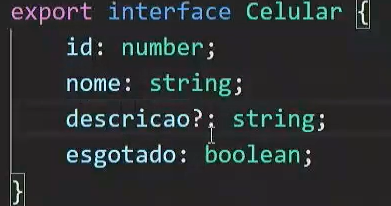 export interface Celular {
id: number;
nome: string;
descricao?: string;
esgotado: boolean;
}